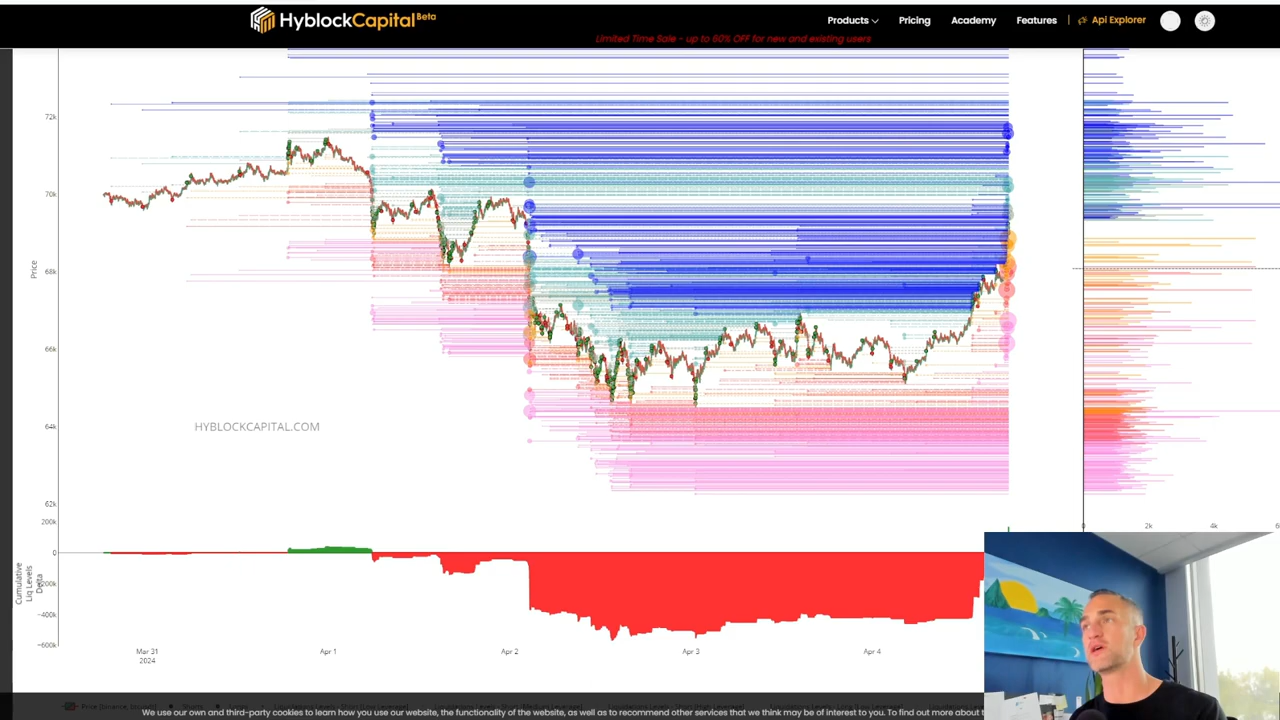 HyblockCapital Beta
Products
Pricing
Academy
Features
Api Explorer
Limited Time Sale - up to 60% OFF for new and existing users
72k
70k
68k
66k
64k
62k
Price
HYBLOCKCAPITAL.COM
200k
0
−200k
−400k
−600k
Cumulative
Liq Levels
Delta
Mar 31
2024
Apr 1
Apr 2
Apr 3
Apr 4
0
2k
4k
We use our own and third-party cookies to learn how you use our website, the functionality of the website, as well as to recommend other services that we think may be of interest to you. To find out more about